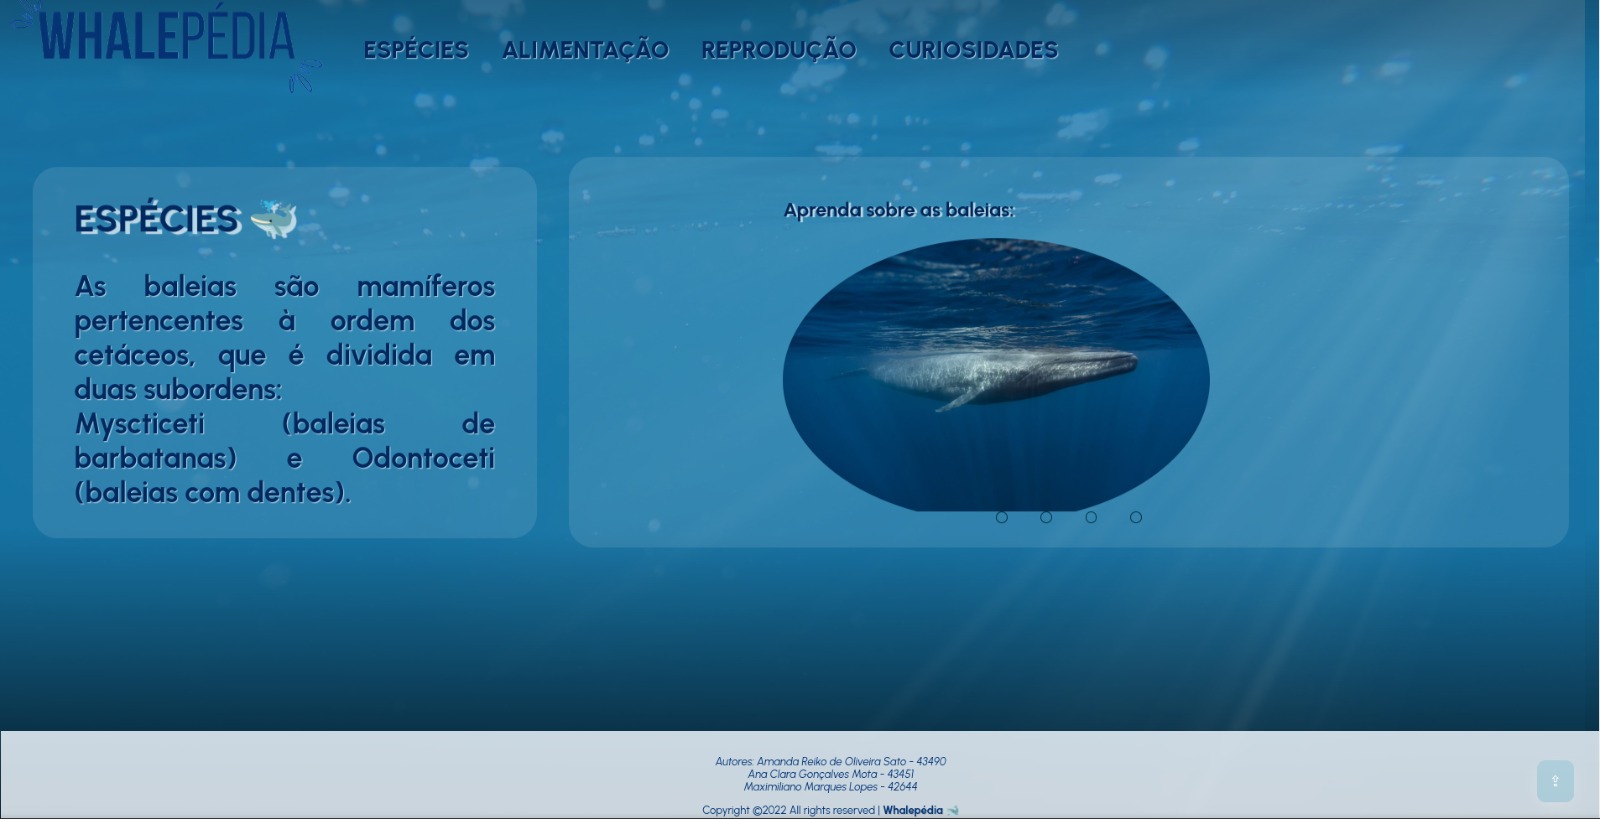 WHALEPÉDIA
ESPÉCIES ALIMENTAÇÃO REPRODUÇÃO CURIOSIDADES
ESPÉCIES 🐳
As baleias são mamíferos
pertencentes à ordem dos
cetáceos, que é dividida em
duas subordens:
Myscticeti (baleias de
barbatanas) e Odontoceti
(baleias com dentes).
Aprenda sobre as baleias:
Autores: Amanda Reiko de Oliveira Sato - 43490
Ana Clara Gonçalves Mota - 43451
Maximiliano Marques Lopes - 42644
Copyright ©2022 All rights reserved | Whalepédia
⇪